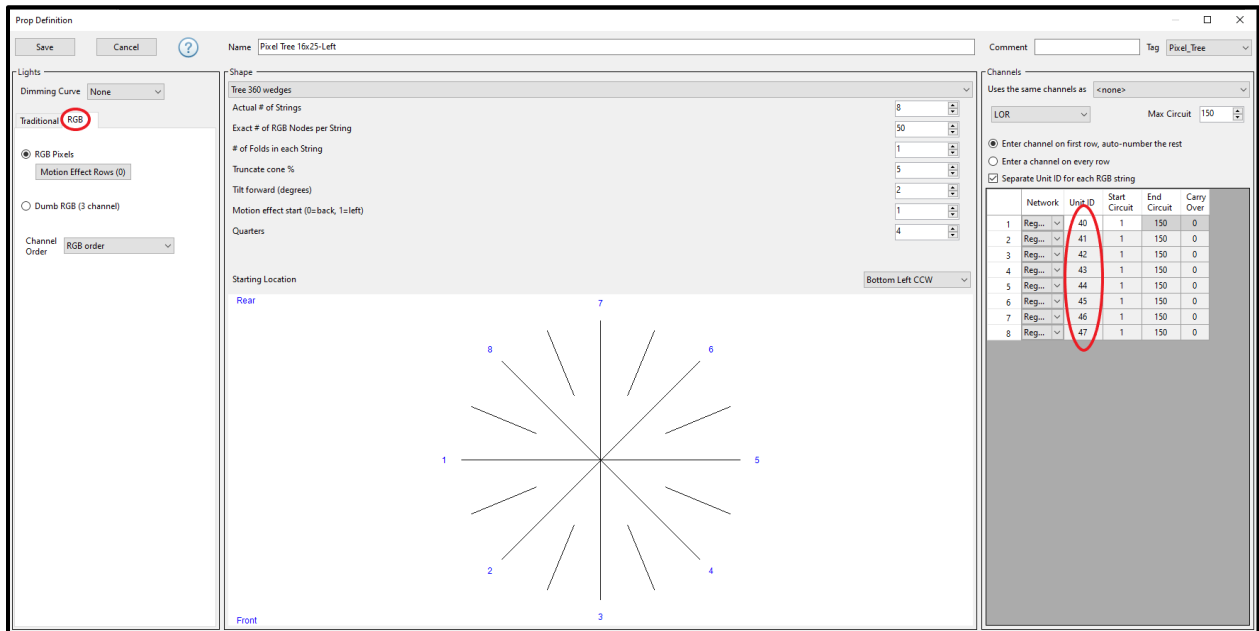 Prop Definition
Save Cancel ? Name Pixel Tree 16x25-Left Comment Tag Pixel_Tree
Lights
Dimming Curve None
Traditional RGB
RGB Pixels
Motion Effect Rows (0)
Dumb RGB (3 channel)
Channel Order RGB order
Shape
Tree 360 wedges
Actual # of Strings 8
Exact # of RGB Nodes per String 50
# of Folds in each String 1
Truncate cone % 5
Tilt forward (degrees) 2
Motion effect start (0=back, 1=left) 1
Quarters 4
Starting Location Bottom Left CCW
Rear
7
8 6
1 5
2 4
3
Front
Channels
Uses the same channels as <none>
LOR Max Circuit 150
Enter channel on first row, auto-number the rest
Enter a channel on every row
Separate Unit ID for each RGB string
Network Unit ID Start Circuit End Circuit Carry Over
1 Reg... 40 1 150 0
2 Reg... 41 1 150 0
3 Reg... 42 1 150 0
4 Reg... 43 1 150 0
5 Reg... 44 1 150 0
6 Reg... 45 1 150 0
7 Reg... 46 1 150 0
8 Reg... 47 1 150 0